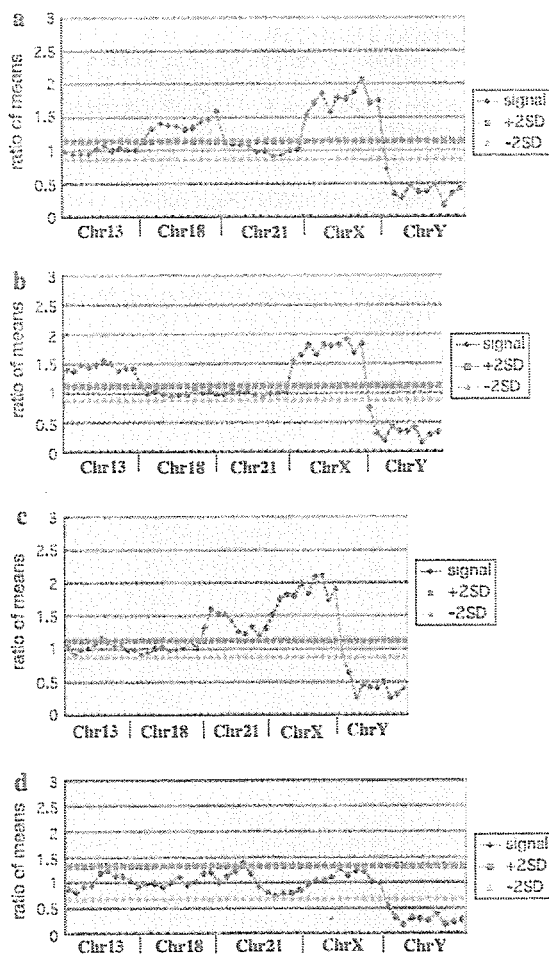 a
3
2.5
2
1.5
1
0.5
0
ratio of means
Chr13 Chr18 Chr21 ChrX ChrY
signal
+2SD
-2SD
b
3
2.5
2
1.5
1
0.5
0
ratio of means
Chr13 Chr18 Chr21 ChrX ChrY
signal
+2SD
-2SD
c
3
2.5
2
1.5
1
0.5
0
ratio of means
Chr13 Chr18 Chr21 ChrX ChrY
signal
+2SD
-2SD
d
3
2.5
2
1.5
1
0.5
0
ratio of means
Chr13 Chr18 Chr21 ChrX ChrY
signal
+2SD
-2SD